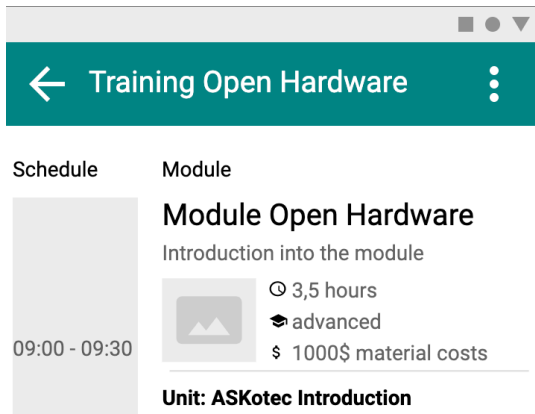 Training Open Hardware
Schedule Module
Module Open Hardware
Introduction into the module
3,5 hours
advanced
09:00 - 09:30
$ 1000$ material costs
Unit: ASKotec Introduction